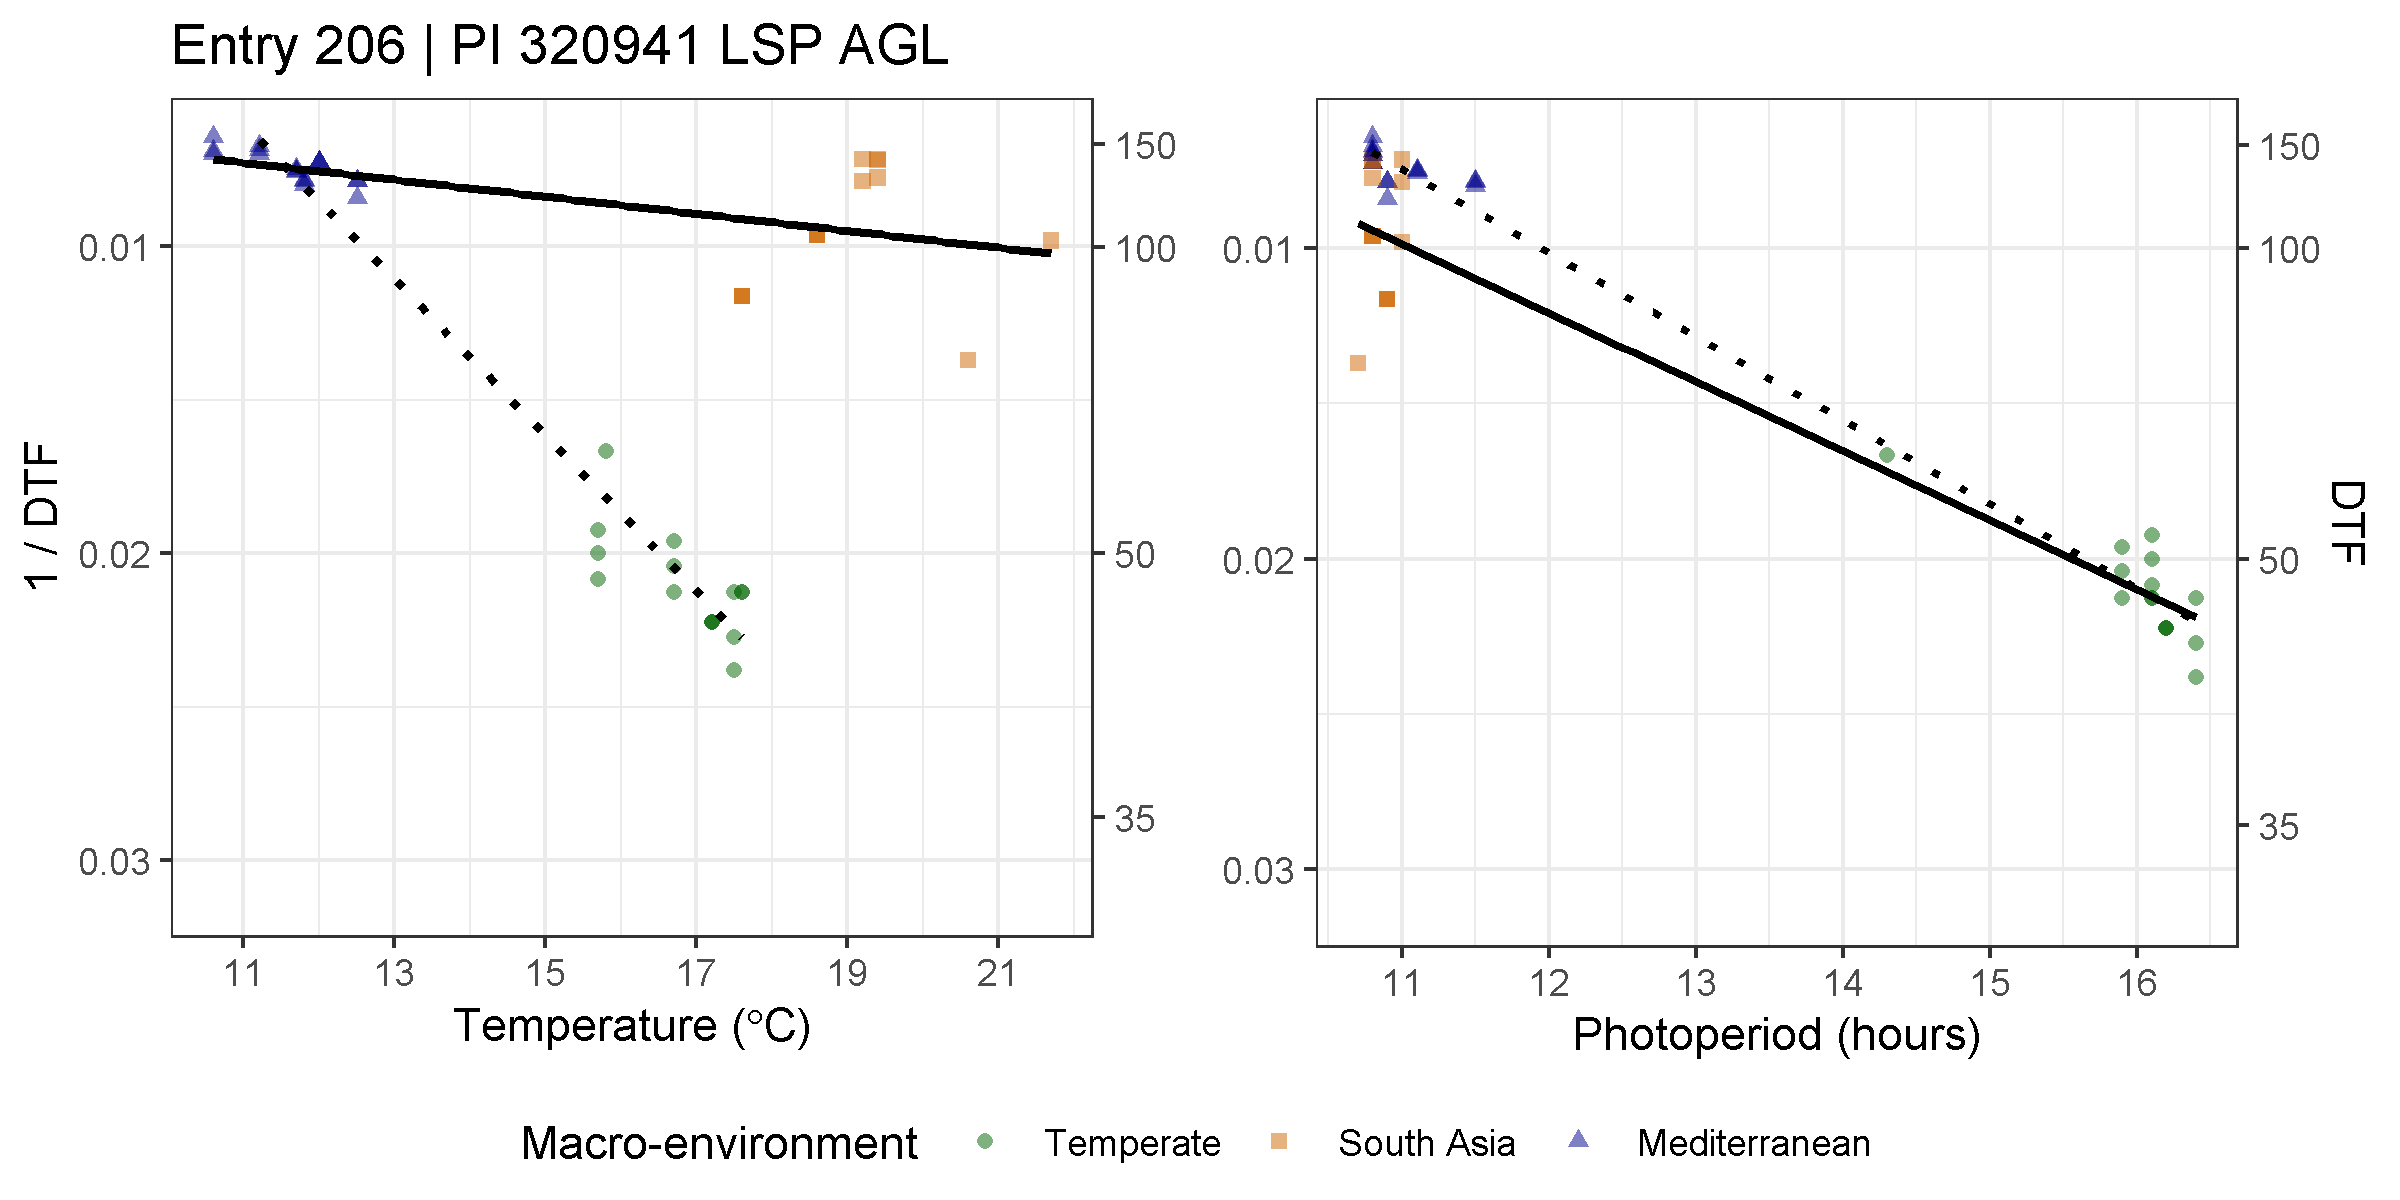 Entry 206 | PI 320941 LSP AGL
1 / DTF
0.01
0.02
0.03
150
100
50
35
11 13 15 17 19 21
Temperature (°C)
0.01
0.02
0.03
150
100
50
35
DTF
11 12 13 14 15 16
Photoperiod (hours)
Macro-environment Temperate South Asia Mediterranean